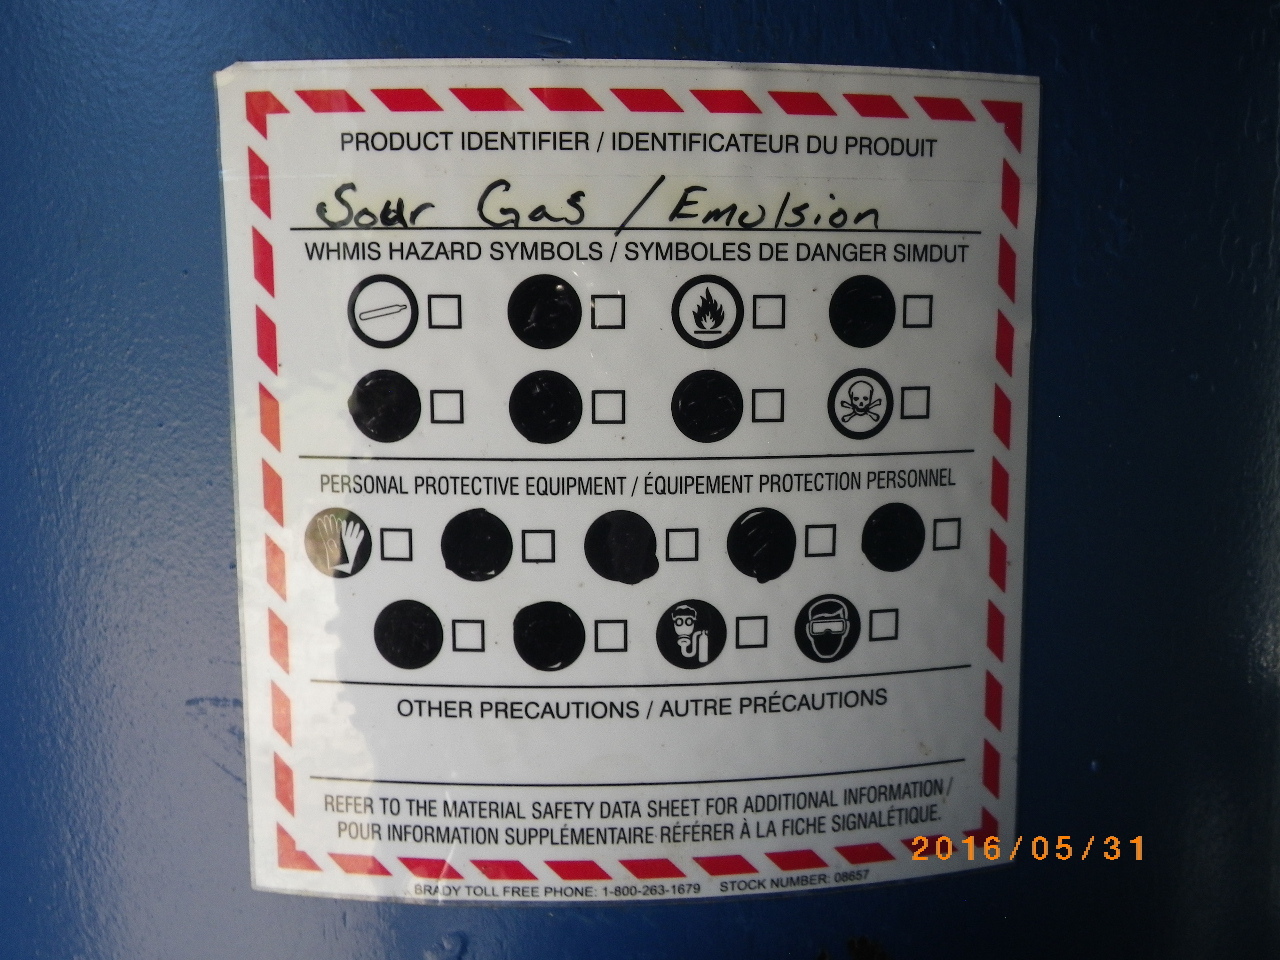 PRODUCT IDENTIFIER / IDENTIFICATEUR DU PRODUIT
Sour Gas / Emulsion
WHMIS HAZARD SYMBOLS / SYMBOLES DE DANGER SIMDUT
PERSONAL PROTECTIVE EQUIPMENT / ÉQUIPEMENT PROTECTION PERSONNEL
OTHER PRECAUTIONS / AUTRE PRÉCAUTIONS
REFER TO THE MATERIAL SAFETY DATA SHEET FOR ADDITIONAL INFORMATION /
POUR INFORMATION SUPPLÉMENTAIRE RÉFÉRER À LA FICHE SIGNALÉTIQUE.
2016/05/31
BRADY TOLL FREE PHONE: 1-800-263-1679 STOCK NUMBER: 08657